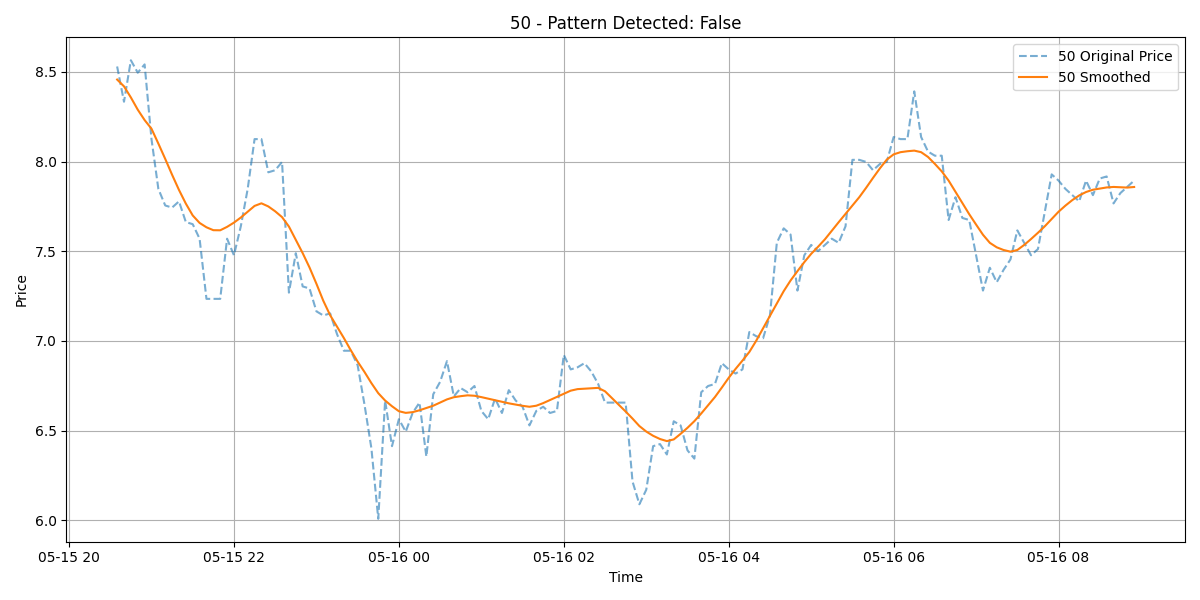 50 - Pattern Detected: False
50 Original Price
50 Smoothed
Price
8.5
8.0
7.5
7.0
6.5
6.0
05-15 20 05-15 22 05-16 00 05-16 02 05-16 04 05-16 06 05-16 08
Time